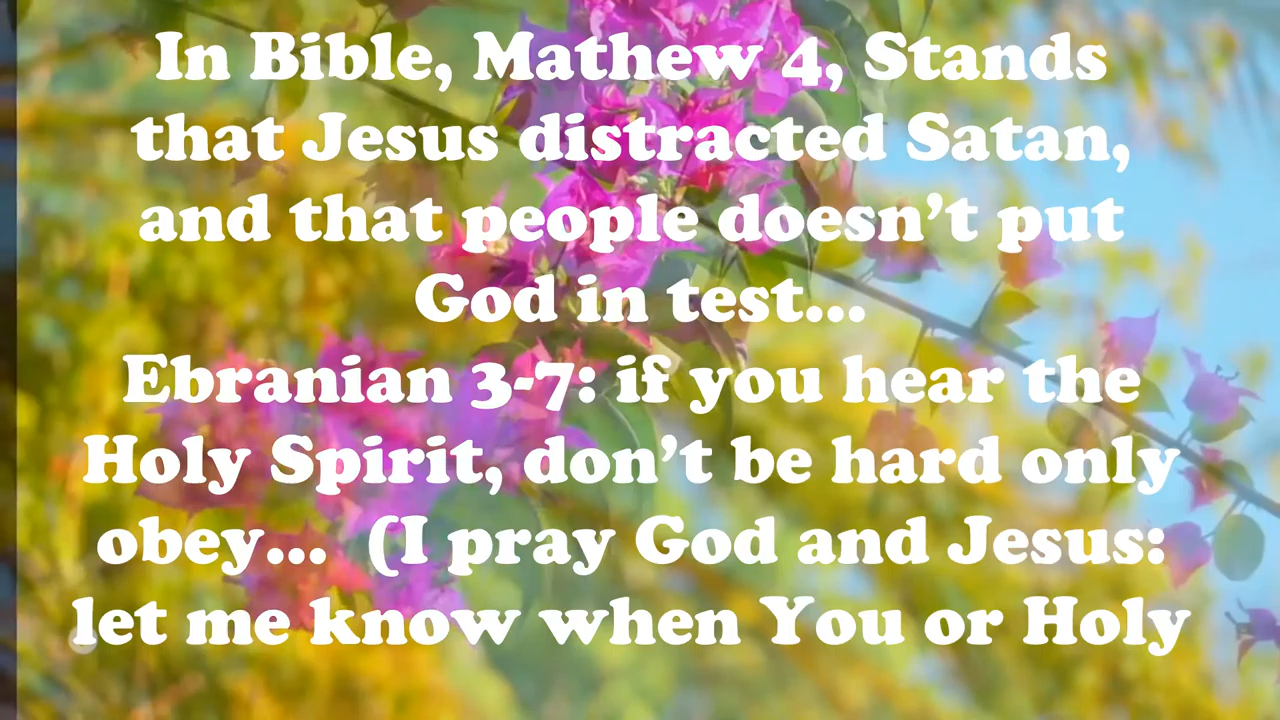 In Bible, Mathew 4, Stands
that Jesus distracted Satan,
and that people doesn't put
God in test...
Ebranian 3-7: if you hear the
Holy Spirit, don't be hard only
obey... (I pray God and Jesus:
let me know when You or Holy